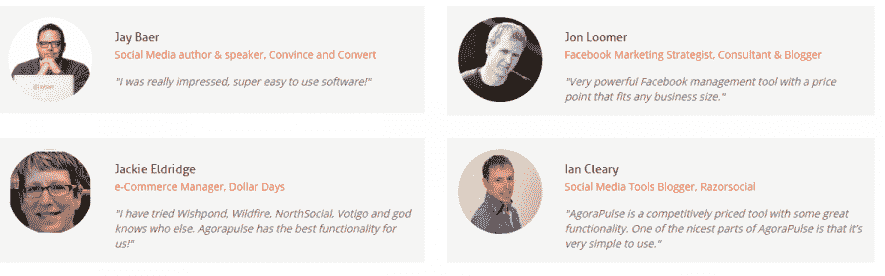 Jay Baer
Social Media author & speaker, Convince and Convert
"I was really impressed, super easy to use software!"
Jon Loomer
Facebook Marketing Strategist, Consultant & Blogger
"Very powerful Facebook management tool with a price
point that fits any business size."
Jackie Eldridge
e-Commerce Manager, Dollar Days
"I have tried Wishpond, Wildfire, NorthSocial, Votigo and god
knows who else. Agorapulse has the best functionality for
us!"
Ian Cleary
Social Media Tools Blogger, Razorsocial
"AgoraPulse is a competitively priced tool with some great
functionality. One of the nicest parts of AgoraPulse is that it's
very simple to use."